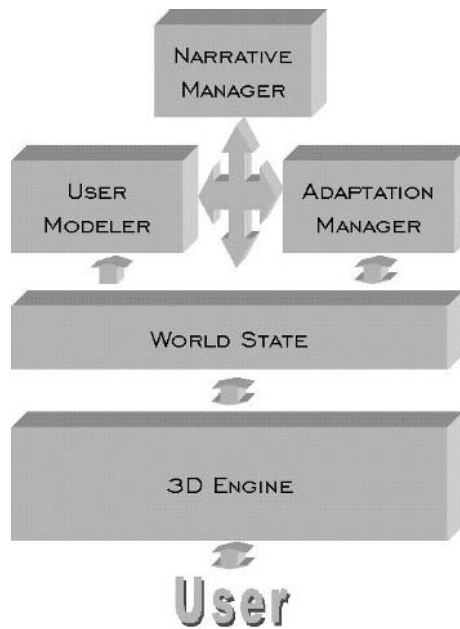 NARRATIVE
MANAGER
USER
MODELER
ADAPTATION
MANAGER
WORLD STATE
3D ENGINE
User